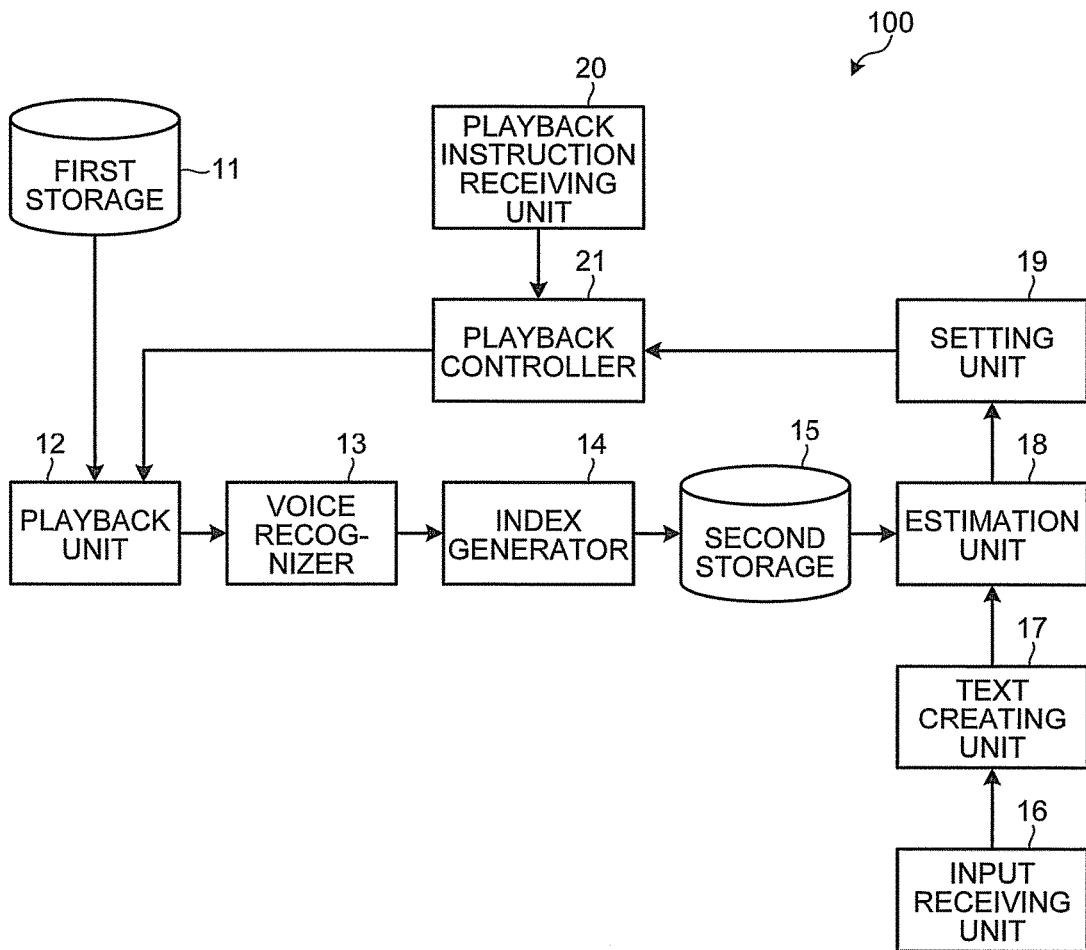 100
20
PLAYBACK
INSTRUCTION
RECEIVING
UNIT
FIRST
STORAGE
11
21
PLAYBACK
CONTROLLER
19
SETTING
UNIT
12
PLAYBACK
UNIT
13
VOICE
RECOG-
NIZER
14
INDEX
GENERATOR
15
SECOND
STORAGE
18
ESTIMATION
UNIT
17
TEXT
CREATING
UNIT
16
INPUT
RECEIVING
UNIT